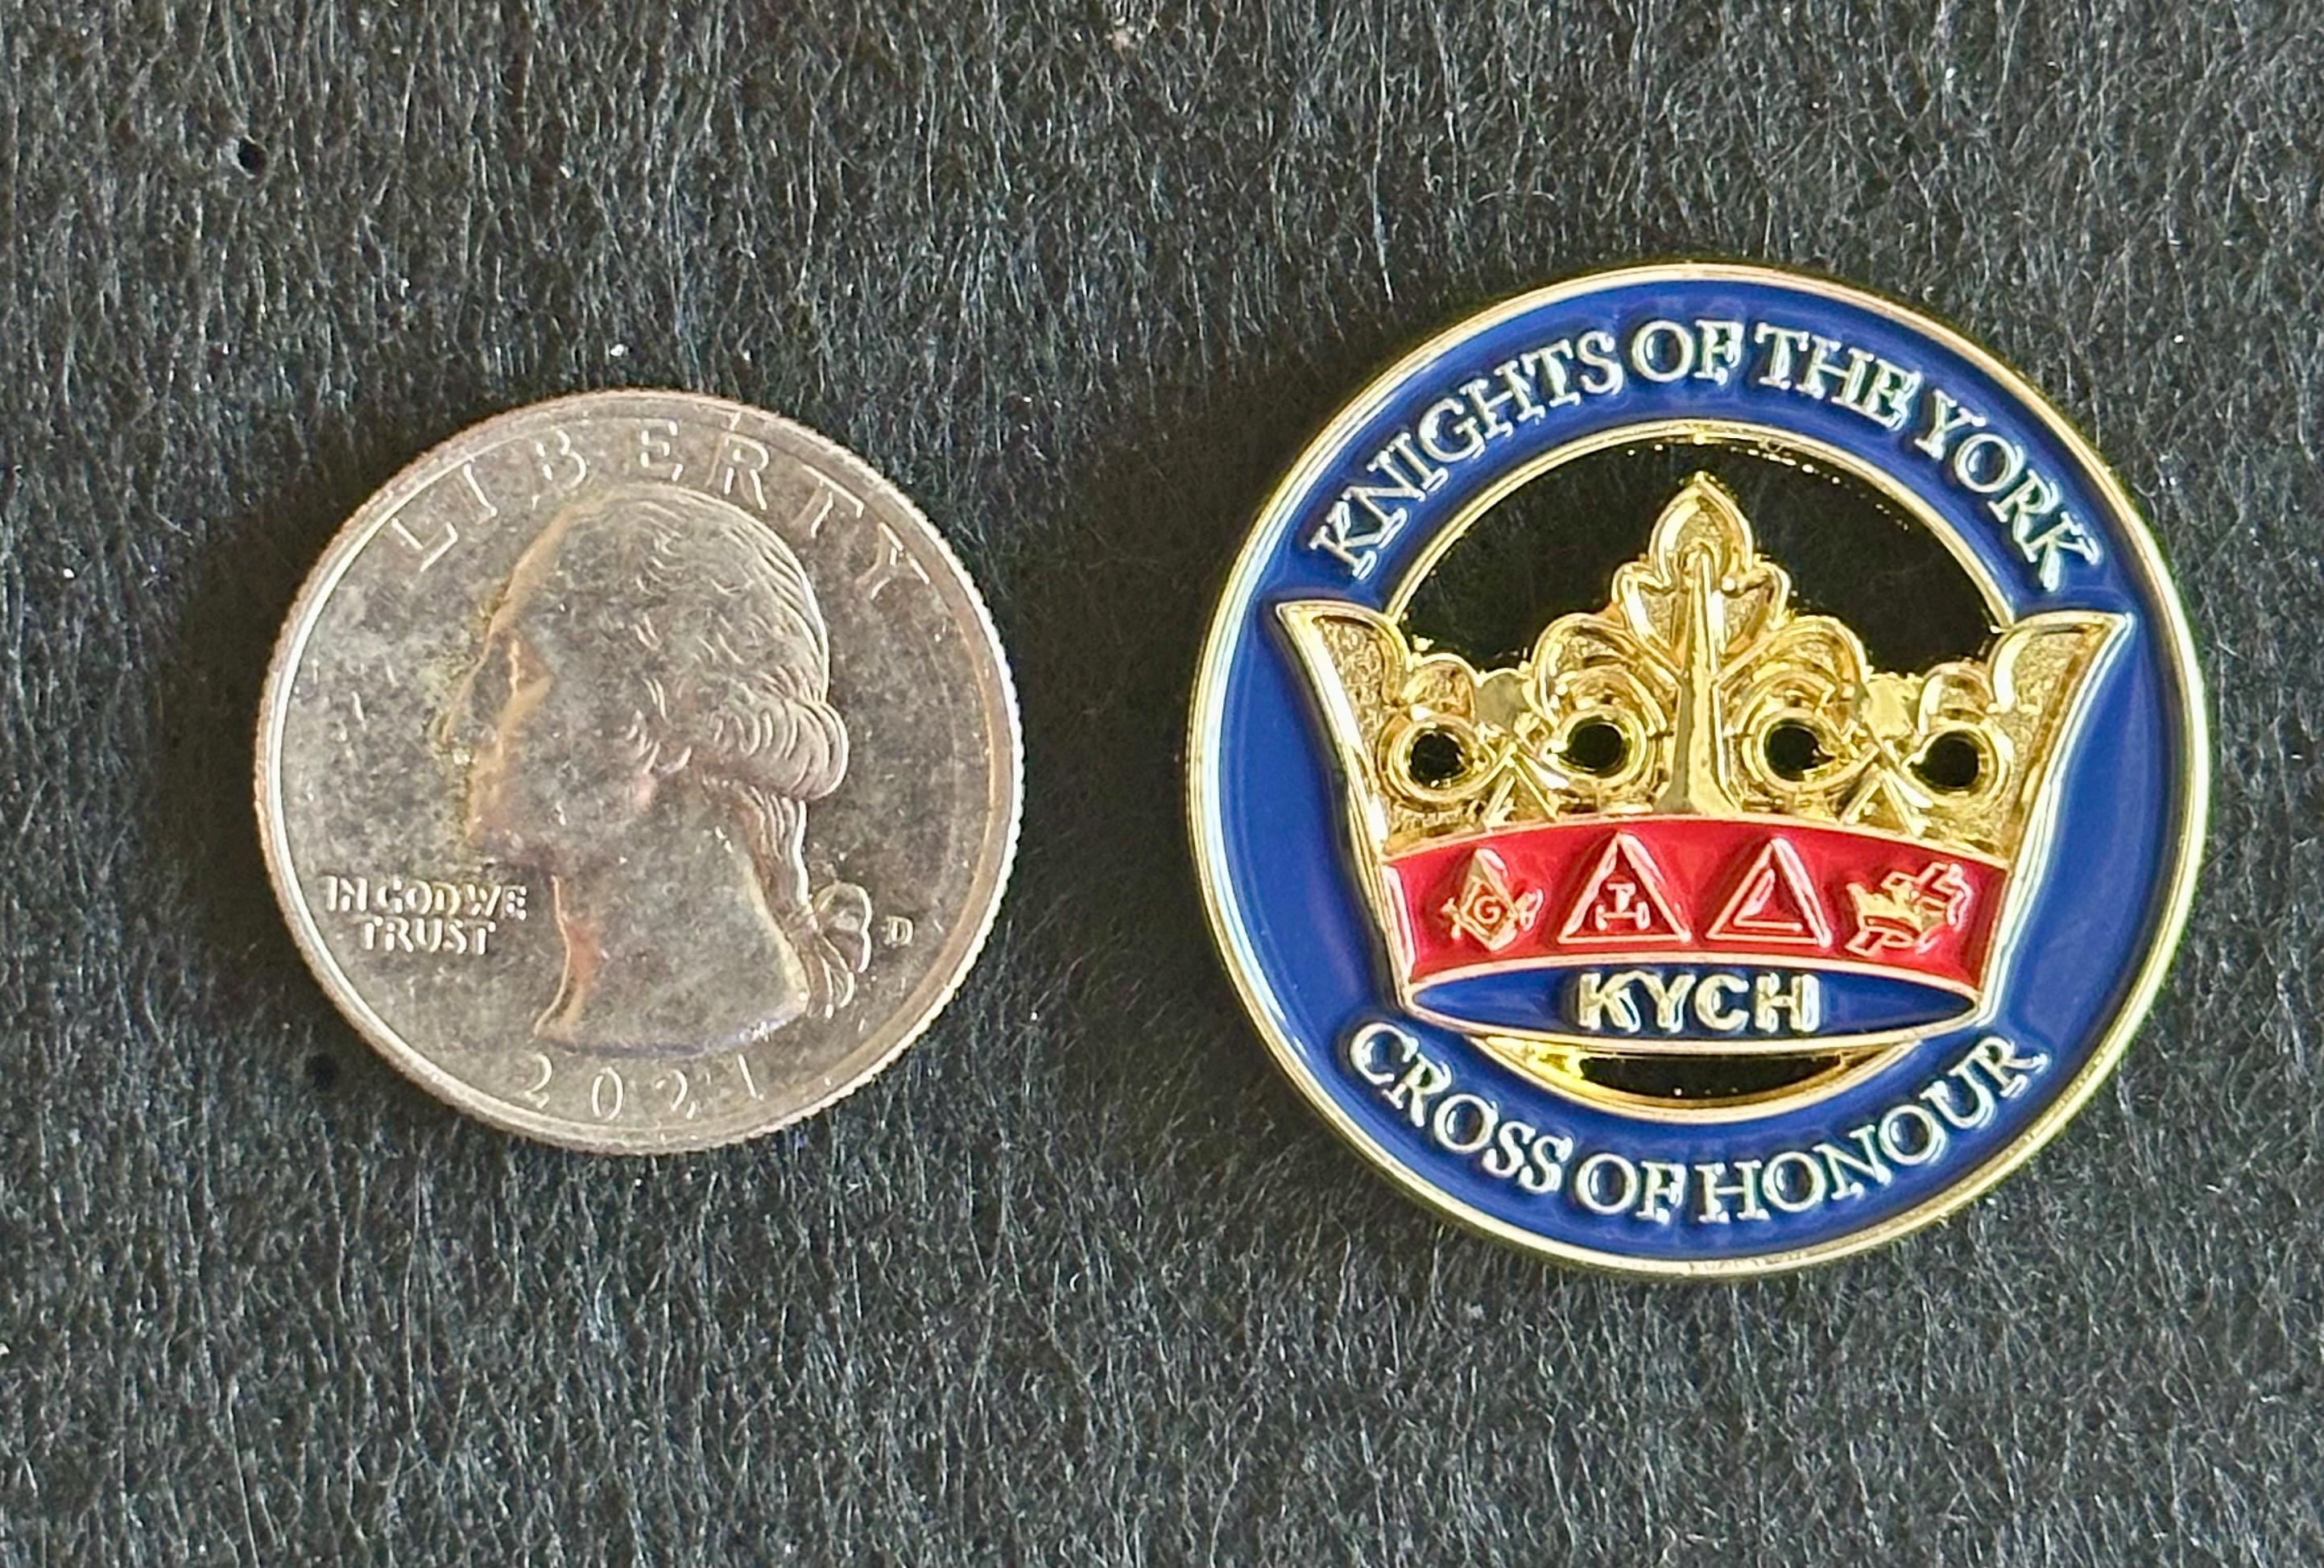 LIBERTY
IN GOD WE
TRUST
D
2021
KNIGHTS OF THE YORK
G
T
H
KYCH
CROSS OF HONOUR